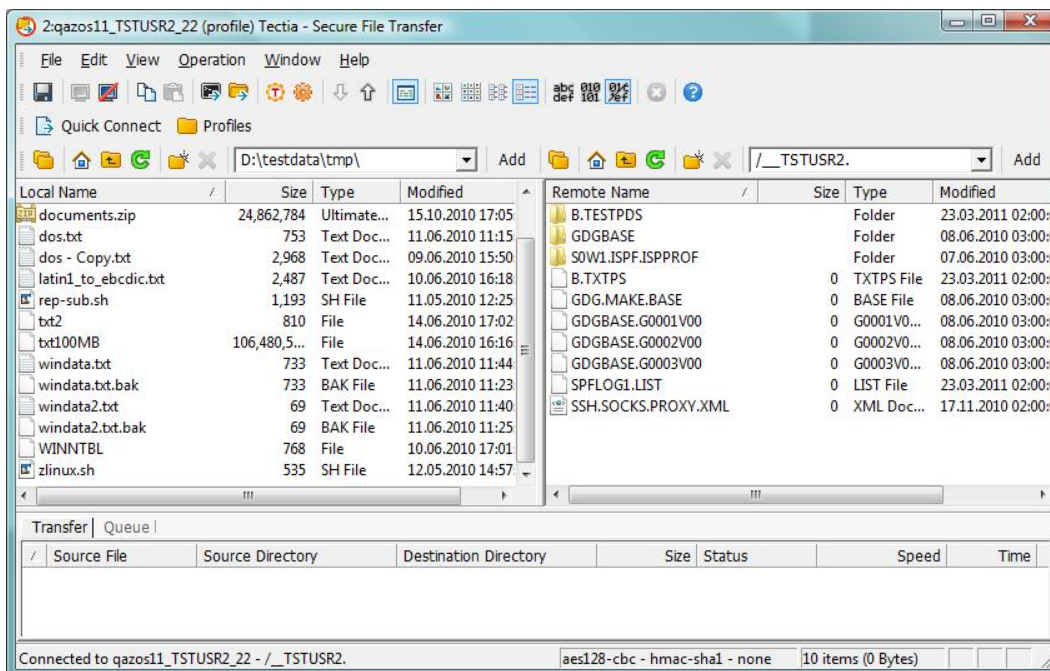 2:qazos11_TSTUSR2_22 (profile) Tectia - Secure File Transfer
File Edit View Operation Window Help
abc def 010 101
Quick Connect Profiles
D:\testdata\tmp\ Add /__TSTUSR2. Add
Local Name / Size Type Modified Remote Name / Size Type Modified
documents.zip 24,862,784 Ultimate... 15.10.2010 17:05: B.TESTPDS Folder 23.03.2011 02:00:
dos.txt 753 Text Doc... 11.06.2010 11:15: GDGBASE Folder 08.06.2010 03:00:
dos - Copy.txt 2,968 Text Doc... 09.06.2010 15:50: S0W1.ISPF.ISPPROF Folder 07.06.2010 03:00:
latin1_to_ebcdic.txt 2,487 Text Doc... 10.06.2010 16:18: B.TXTPS 0 TXTPS File 23.03.2011 02:00:
rep-sub.sh 1,193 SH File 11.05.2010 12:25: GDG.MAKE.BASE 0 BASE File 08.06.2010 03:00:
txt2 810 File 14.06.2010 17:02: GDGBASE.G0001V00 0 G0001V0... 08.06.2010 03:00:
txt100MB 106,480,5... File 14.06.2010 16:16: GDGBASE.G0002V00 0 G0002V0... 08.06.2010 03:00:
windata.txt 733 Text Doc... 11.06.2010 11:44: GDGBASE.G0003V00 0 G0003V0... 08.06.2010 03:00:
windata.txt.bak 733 BAK File 11.06.2010 11:23: SPFLOG1.LIST 0 LIST File 23.03.2011 02:00:
windata2.txt 69 Text Doc... 11.06.2010 11:40: SSH.SOCKS.PROXY.XML 0 XML Doc... 17.11.2010 02:00:
windata2.txt.bak 69 BAK File 11.06.2010 11:25:
WINNTBL 768 File 10.06.2010 17:01:
zlinux.sh 535 SH File 12.05.2010 14:57:
Transfer Queue
/ Source File Source Directory Destination Directory Size Status Speed Time
Connected to qazos11_TSTUSR2_22 - /__TSTUSR2. aes128-cbc - hmac-sha1 - none 10 items (0 Bytes)